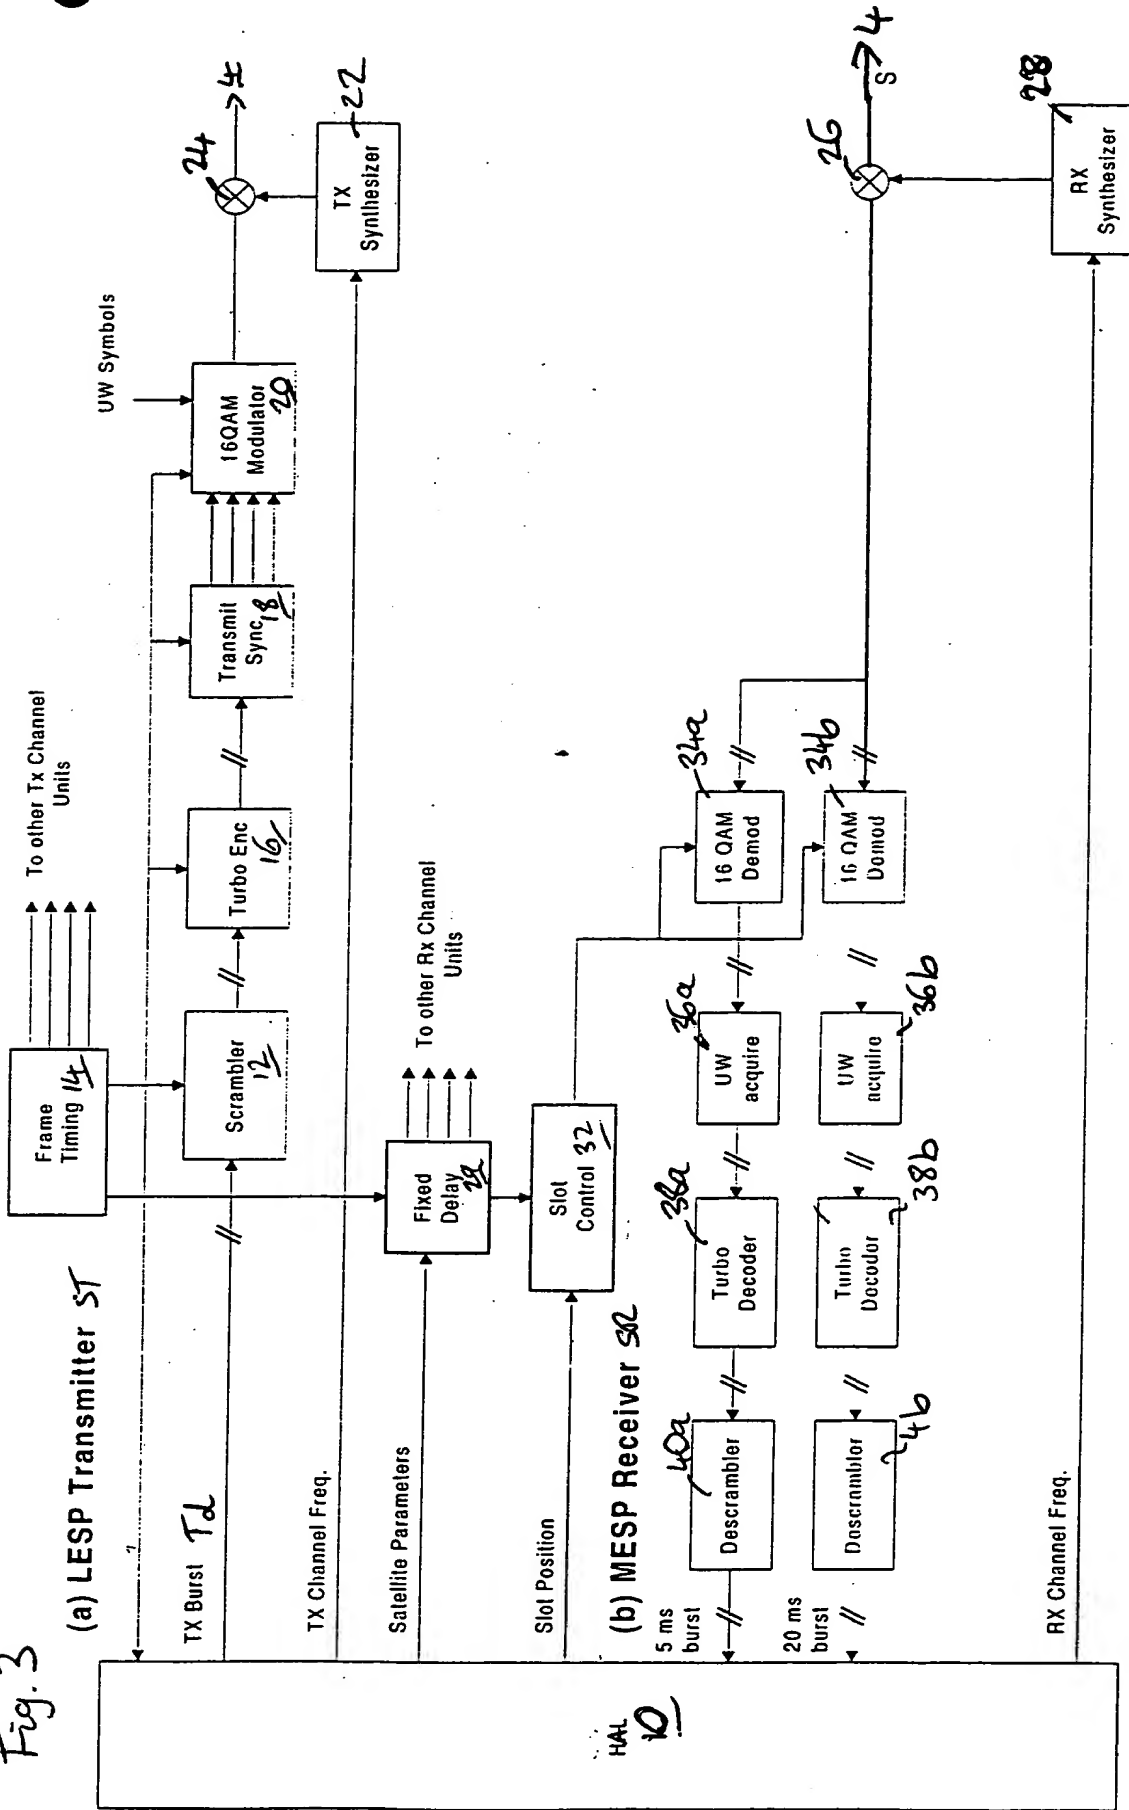 Fig. 3
(a) LESP Transmitter ST
Frame
Timing 14
To other Tx Channel
Units
UW Symbols
TX Burst Td
Scrambler
12
Turbo Enc
16
Transmit
Sync 18
16QAM
Modulator
20
24
4
TX Channel Freq.
TX
Synthesizer
22
Satellite Parameters
Fixed
Delay
29
To other Rx Channel
Units
Slot Position
Slot
Control 32
HAL
10
(b) MESP Receiver SR
5 ms
burst
Descrambler
40a
Turbo
Decoder
38a
UW
acquire
36a
16 QAM
Demod
34a
26
S
4
20 ms
burst
Descrambler
4b
Turbo
Decoder
38b
UW
acquire
36b
16 QAM
Demod
34b
RX Channel Freq.
RX
Synthesizer
28